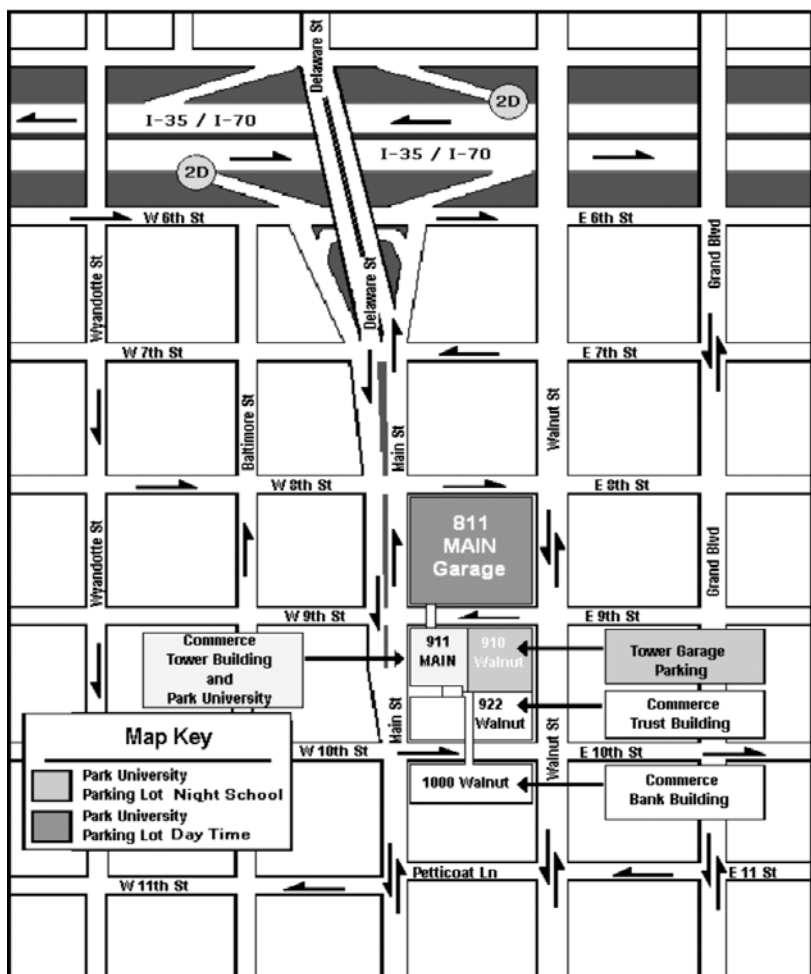 Delaware St
2D
I-35 / I-70
2D
I-35 / I-70
W 6th St
E 6th St
Wyandotte St
Delaware St
Grand Blvd
W 7th St
E 7th St
Baltimore St
Main St
Walnut St
W 8th St
E 8th St
Wyandotte St
811
MAIN
Garage
Grand Blvd
W 9th St
E 9th St
Commerce
Tower Building
and
Park University
911
MAIN
910
Walnut
Tower Garage
Parking
922
Walnut
Commerce
Trust Building
Main St
Walnut St
Map Key
Park University
Parking Lot Night School
Park University
Parking Lot Day Time
W 10th St
E 10th St
1000 Walnut
Commerce
Bank Building
W 11th St
Petticoat Ln
E 11 St